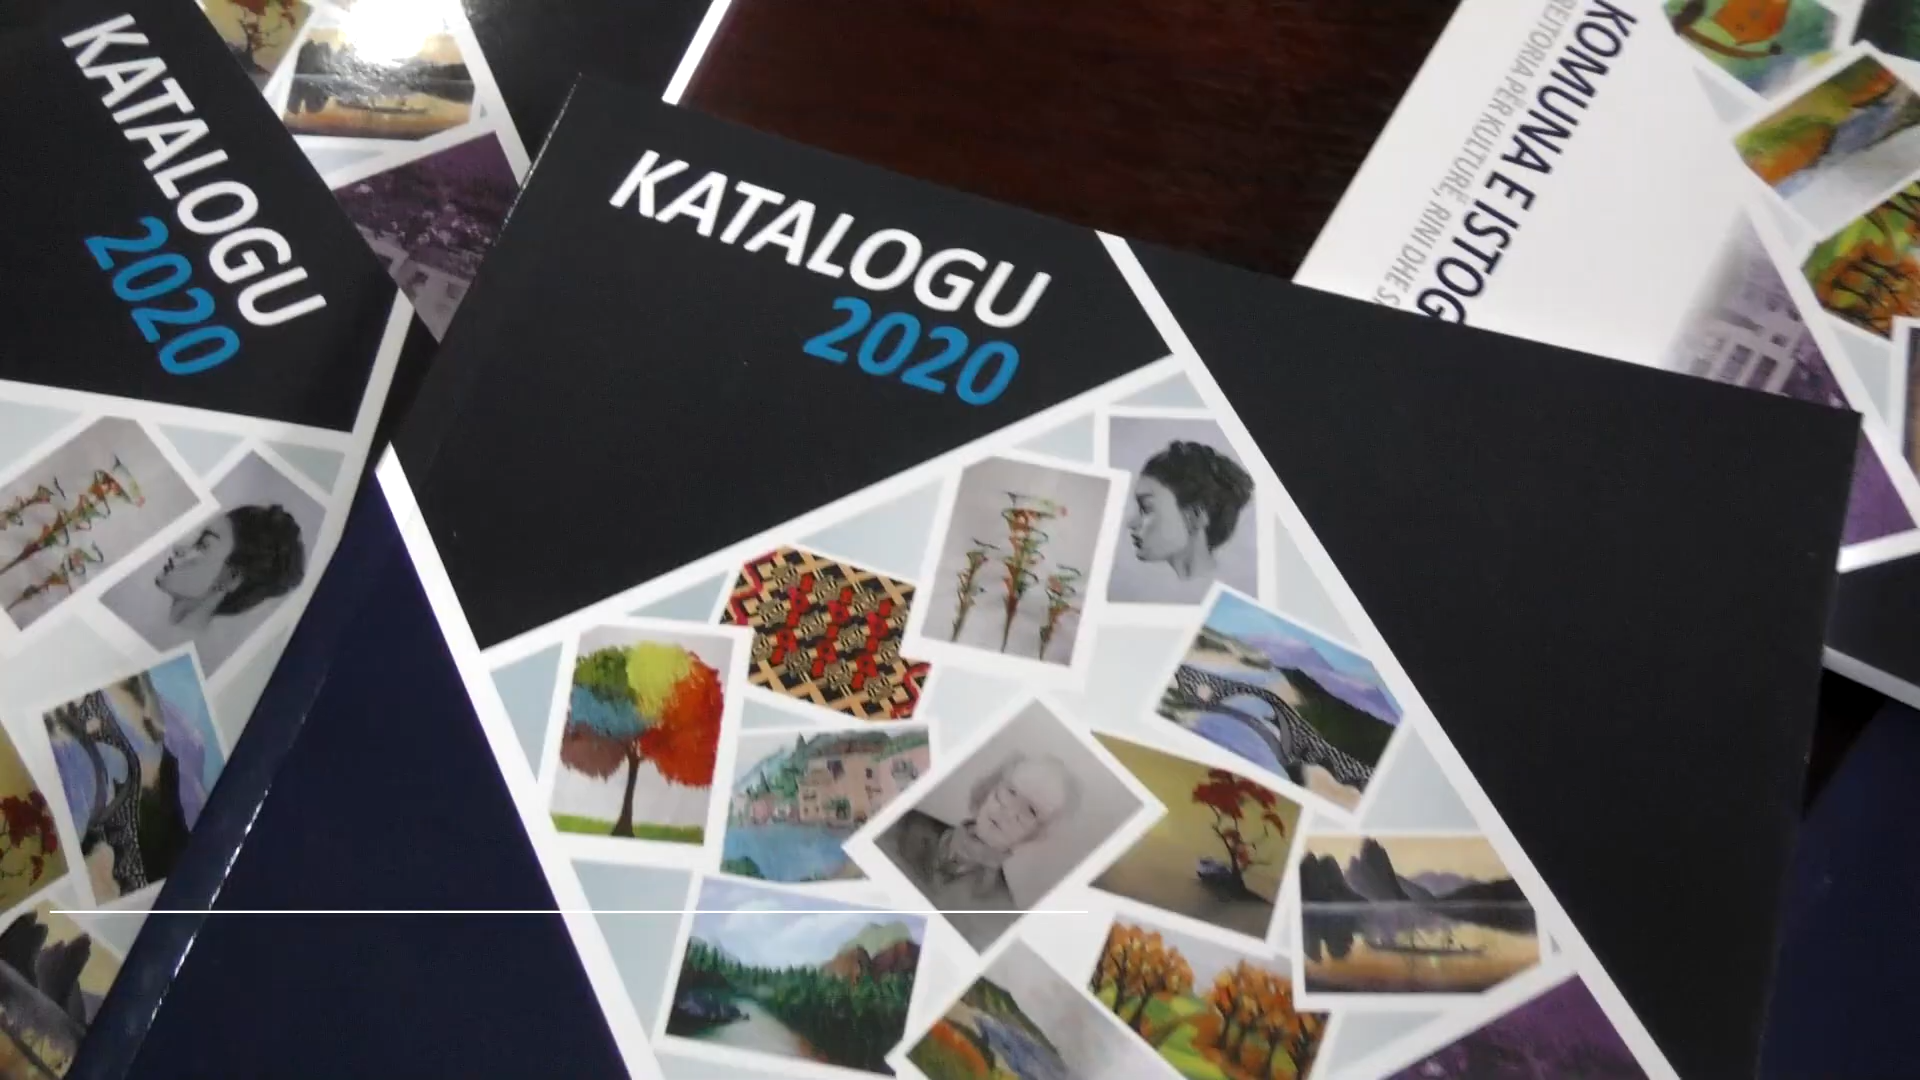 KATALOGU
2020
KATALOGU
2020
KOMUNA E ISTOG
REJTORIA PËR KULTURË, RINI DHE